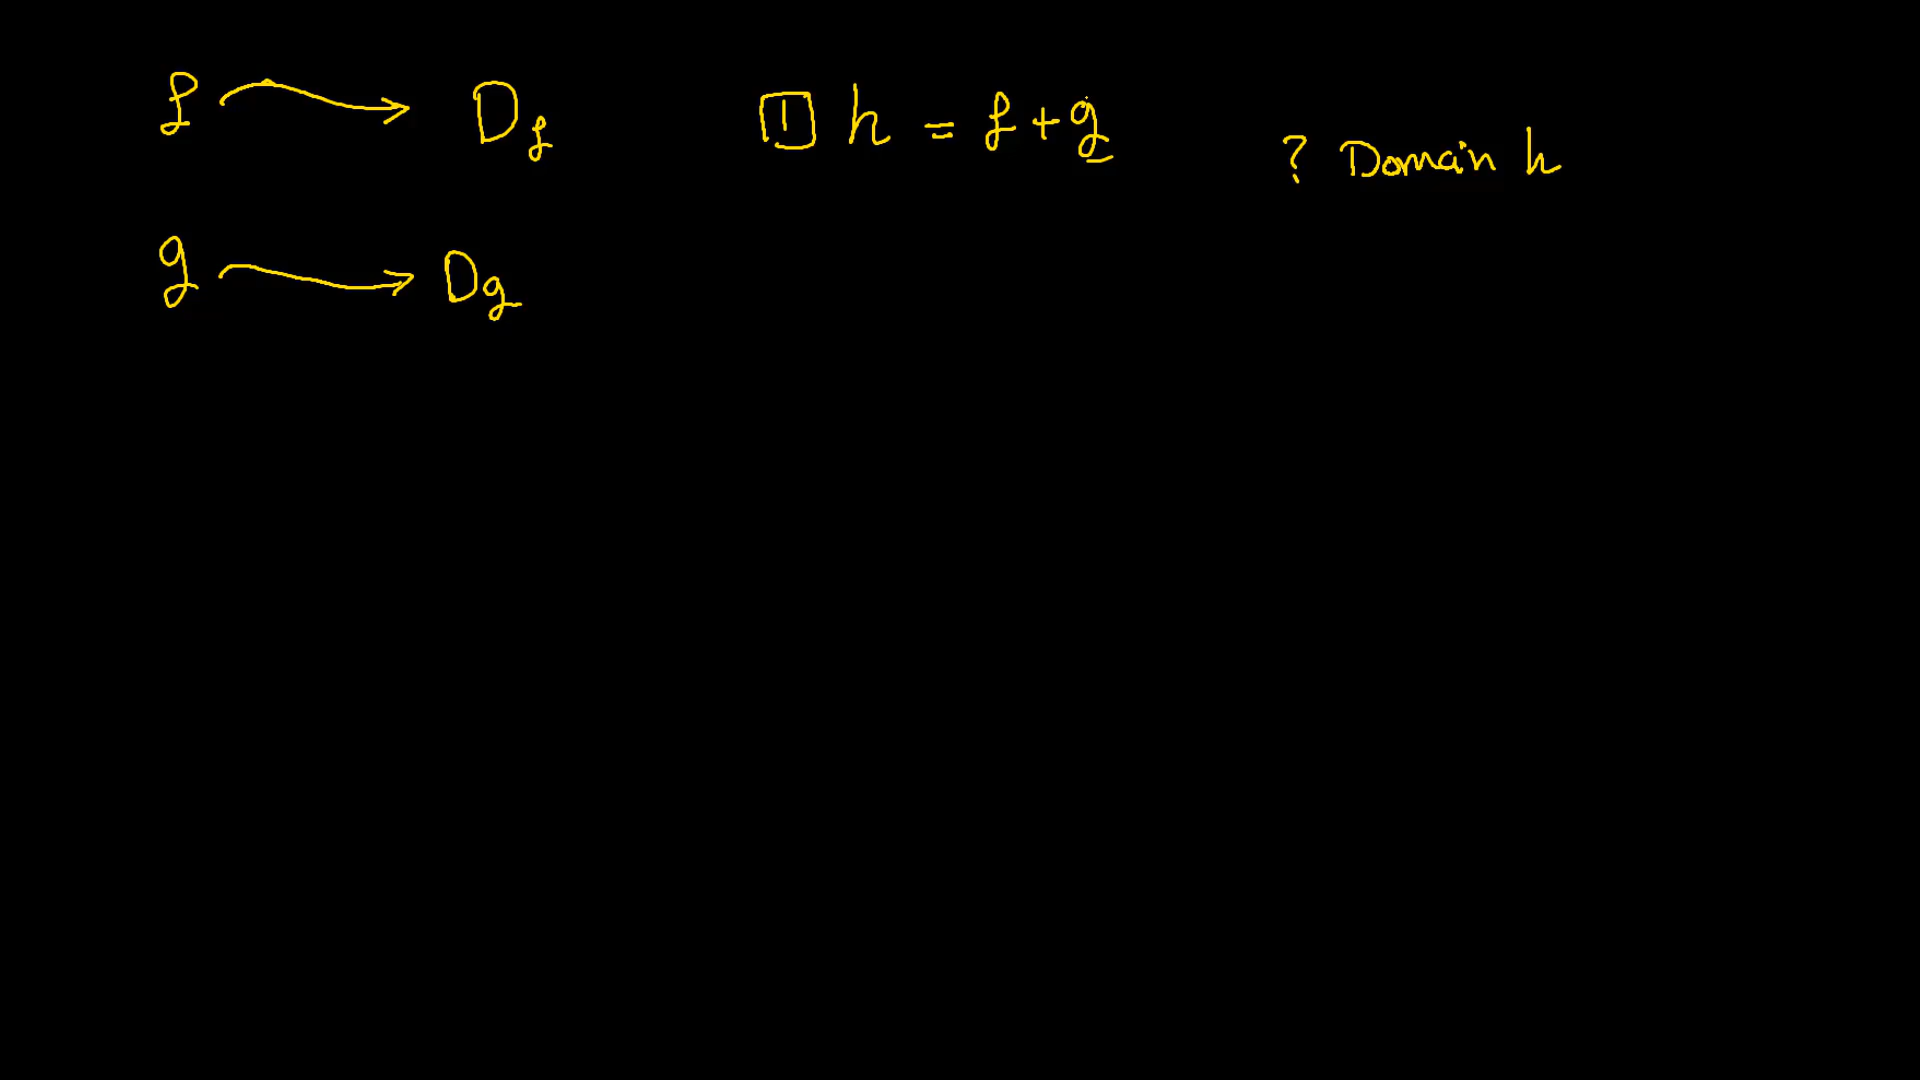 f → D_f
1 h = f + g
? Domain h
g → D_g